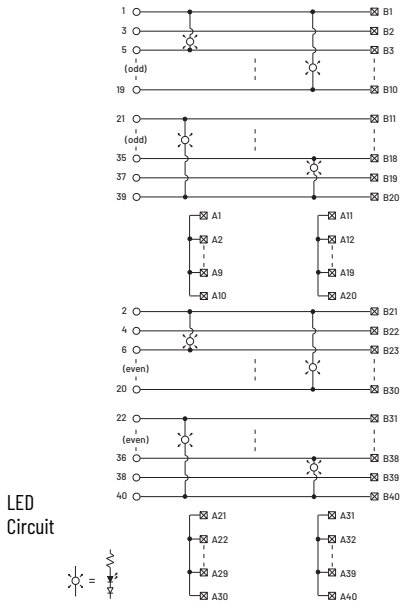 1 B1
3 B2
5 B3
(odd)
19 B10
21 B11
(odd)
35 B18
37 B19
39 B20
A1 A11
A2 A12
A9 A19
A10 A20
2 B21
4 B22
6 B23
(even)
20 B30
22 B31
(even)
36 B38
38 B39
40 B40
A21 A31
A22 A32
A29 A39
A30 A40
LED
Circuit
=